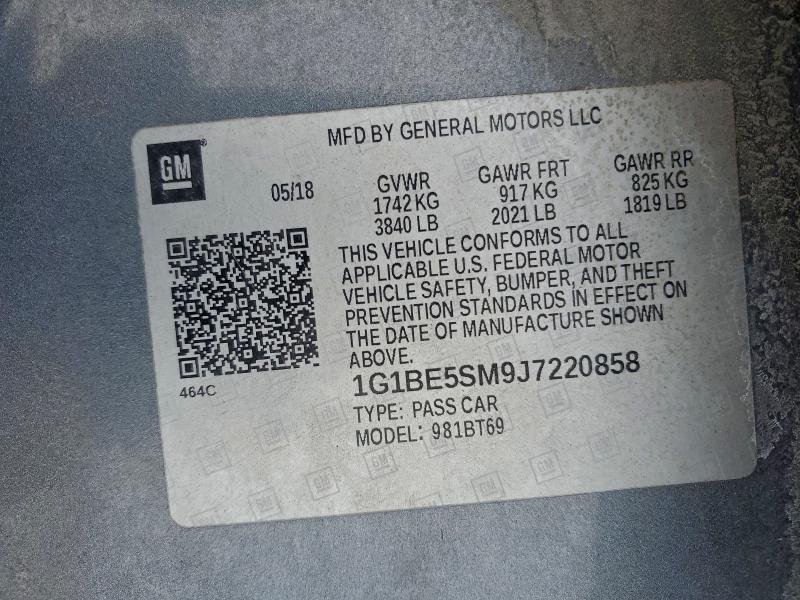 MFD BY GENERAL MOTORS LLC
GM
05/18
GVWR
1742 KG
3840 LB
GAWR FRT
917 KG
2021 LB
GAWR RR
825 KG
1819 LB
THIS VEHICLE CONFORMS TO ALL
APPLICABLE U.S. FEDERAL MOTOR
VEHICLE SAFETY, BUMPER, AND THEFT
PREVENTION STANDARDS IN EFFECT ON
THE DATE OF MANUFACTURE SHOWN
ABOVE.
464C
1G1BE5SM9J7220858
TYPE: PASS CAR
MODEL: 981BT69